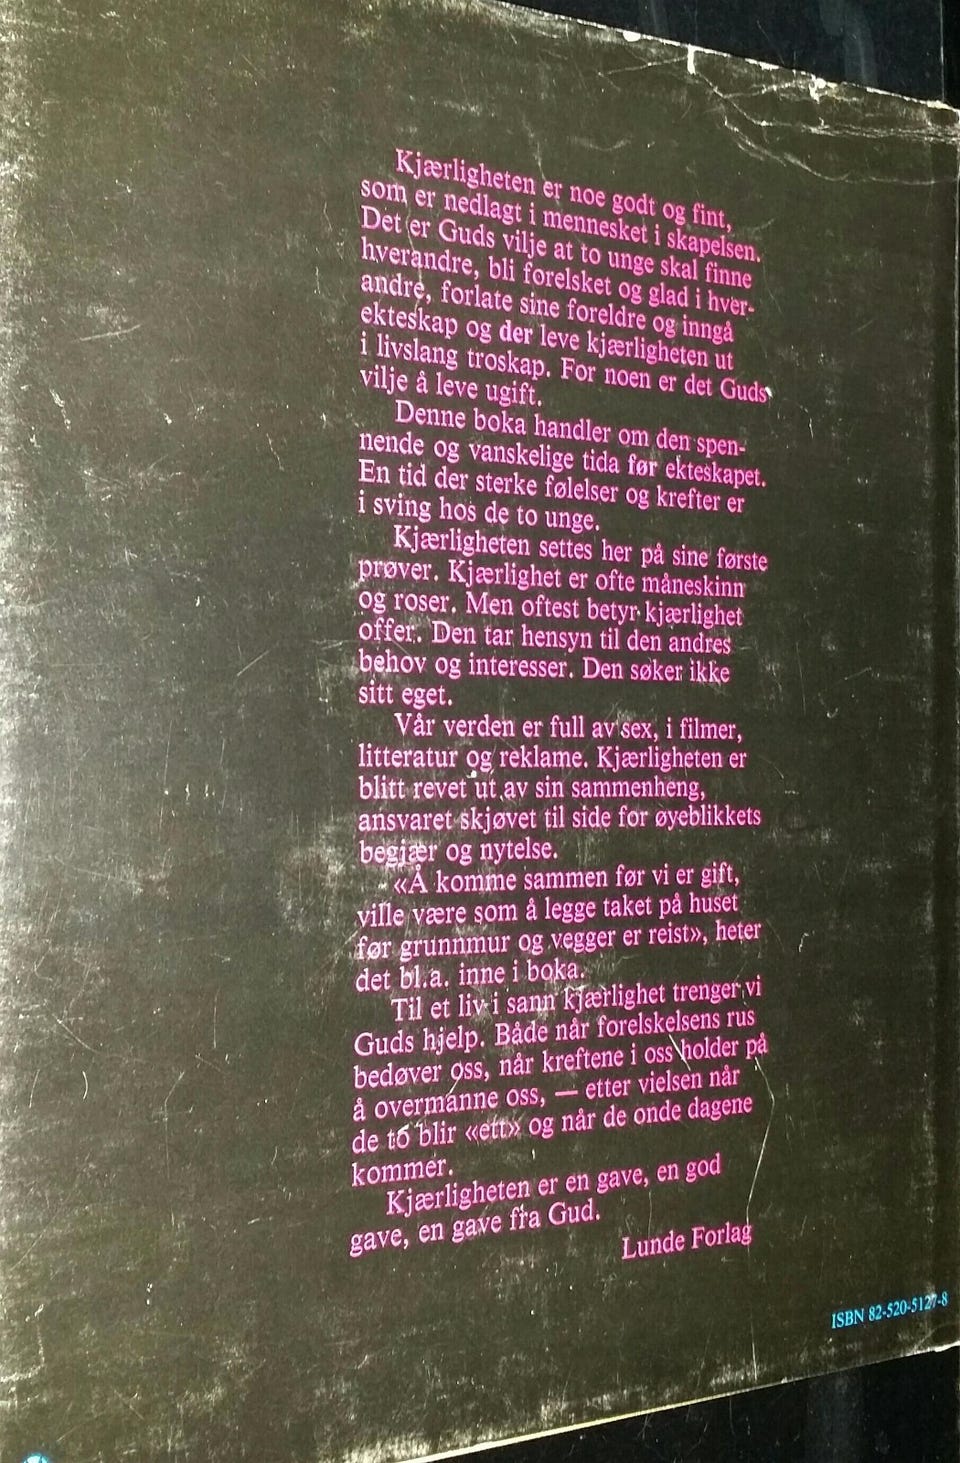 Kjærligheten er noe godt og fint,
som er nedlagt i mennesket i skapelsen.
Det er Guds vilje at to unge skal finne
hverandre, bli forelsket og glad i hver-
andre, forlate sine foreldre og inngå
ekteskap og der leve kjærligheten ut
i livslang troskap. For noen er det Guds
vilje å leve ugift.
Denne boka handler om den spen-
nende og vanskelige tida før ekteskapet.
En tid der sterke følelser og krefter er
i sving hos de to unge.
Kjærligheten settes her på sine første
prøver. Kjærlighet er ofte måneskinn
og roser. Men oftest betyr kjærlighet
offer. Den tar hensyn til den andres
behov og interesser. Den søker ikke
sitt eget.
Vår verden er full av sex, i filmer,
litteratur og reklame. Kjærligheten er
blitt revet ut av sin sammenheng,
ansvaret skjøvet til side for øyeblikkets
begjær og nytelse.
«Å komme sammen før vi er gift,
ville være som å legge taket på huset
før grunnmur og vegger er reist», heter
det bl.a. inne i boka.
Til et liv i sann kjærlighet trenger vi
Guds hjelp. Både når forelskelsens rus
bedøver oss, når kreftene i oss holder på
å overmanne oss, — etter vielsen når
de to blir «ett» og når de onde dagene
kommer.
Kjærligheten er en gave, en god
gave, en gave fra Gud.
Lunde Forlag
ISBN 82-520-5127-8